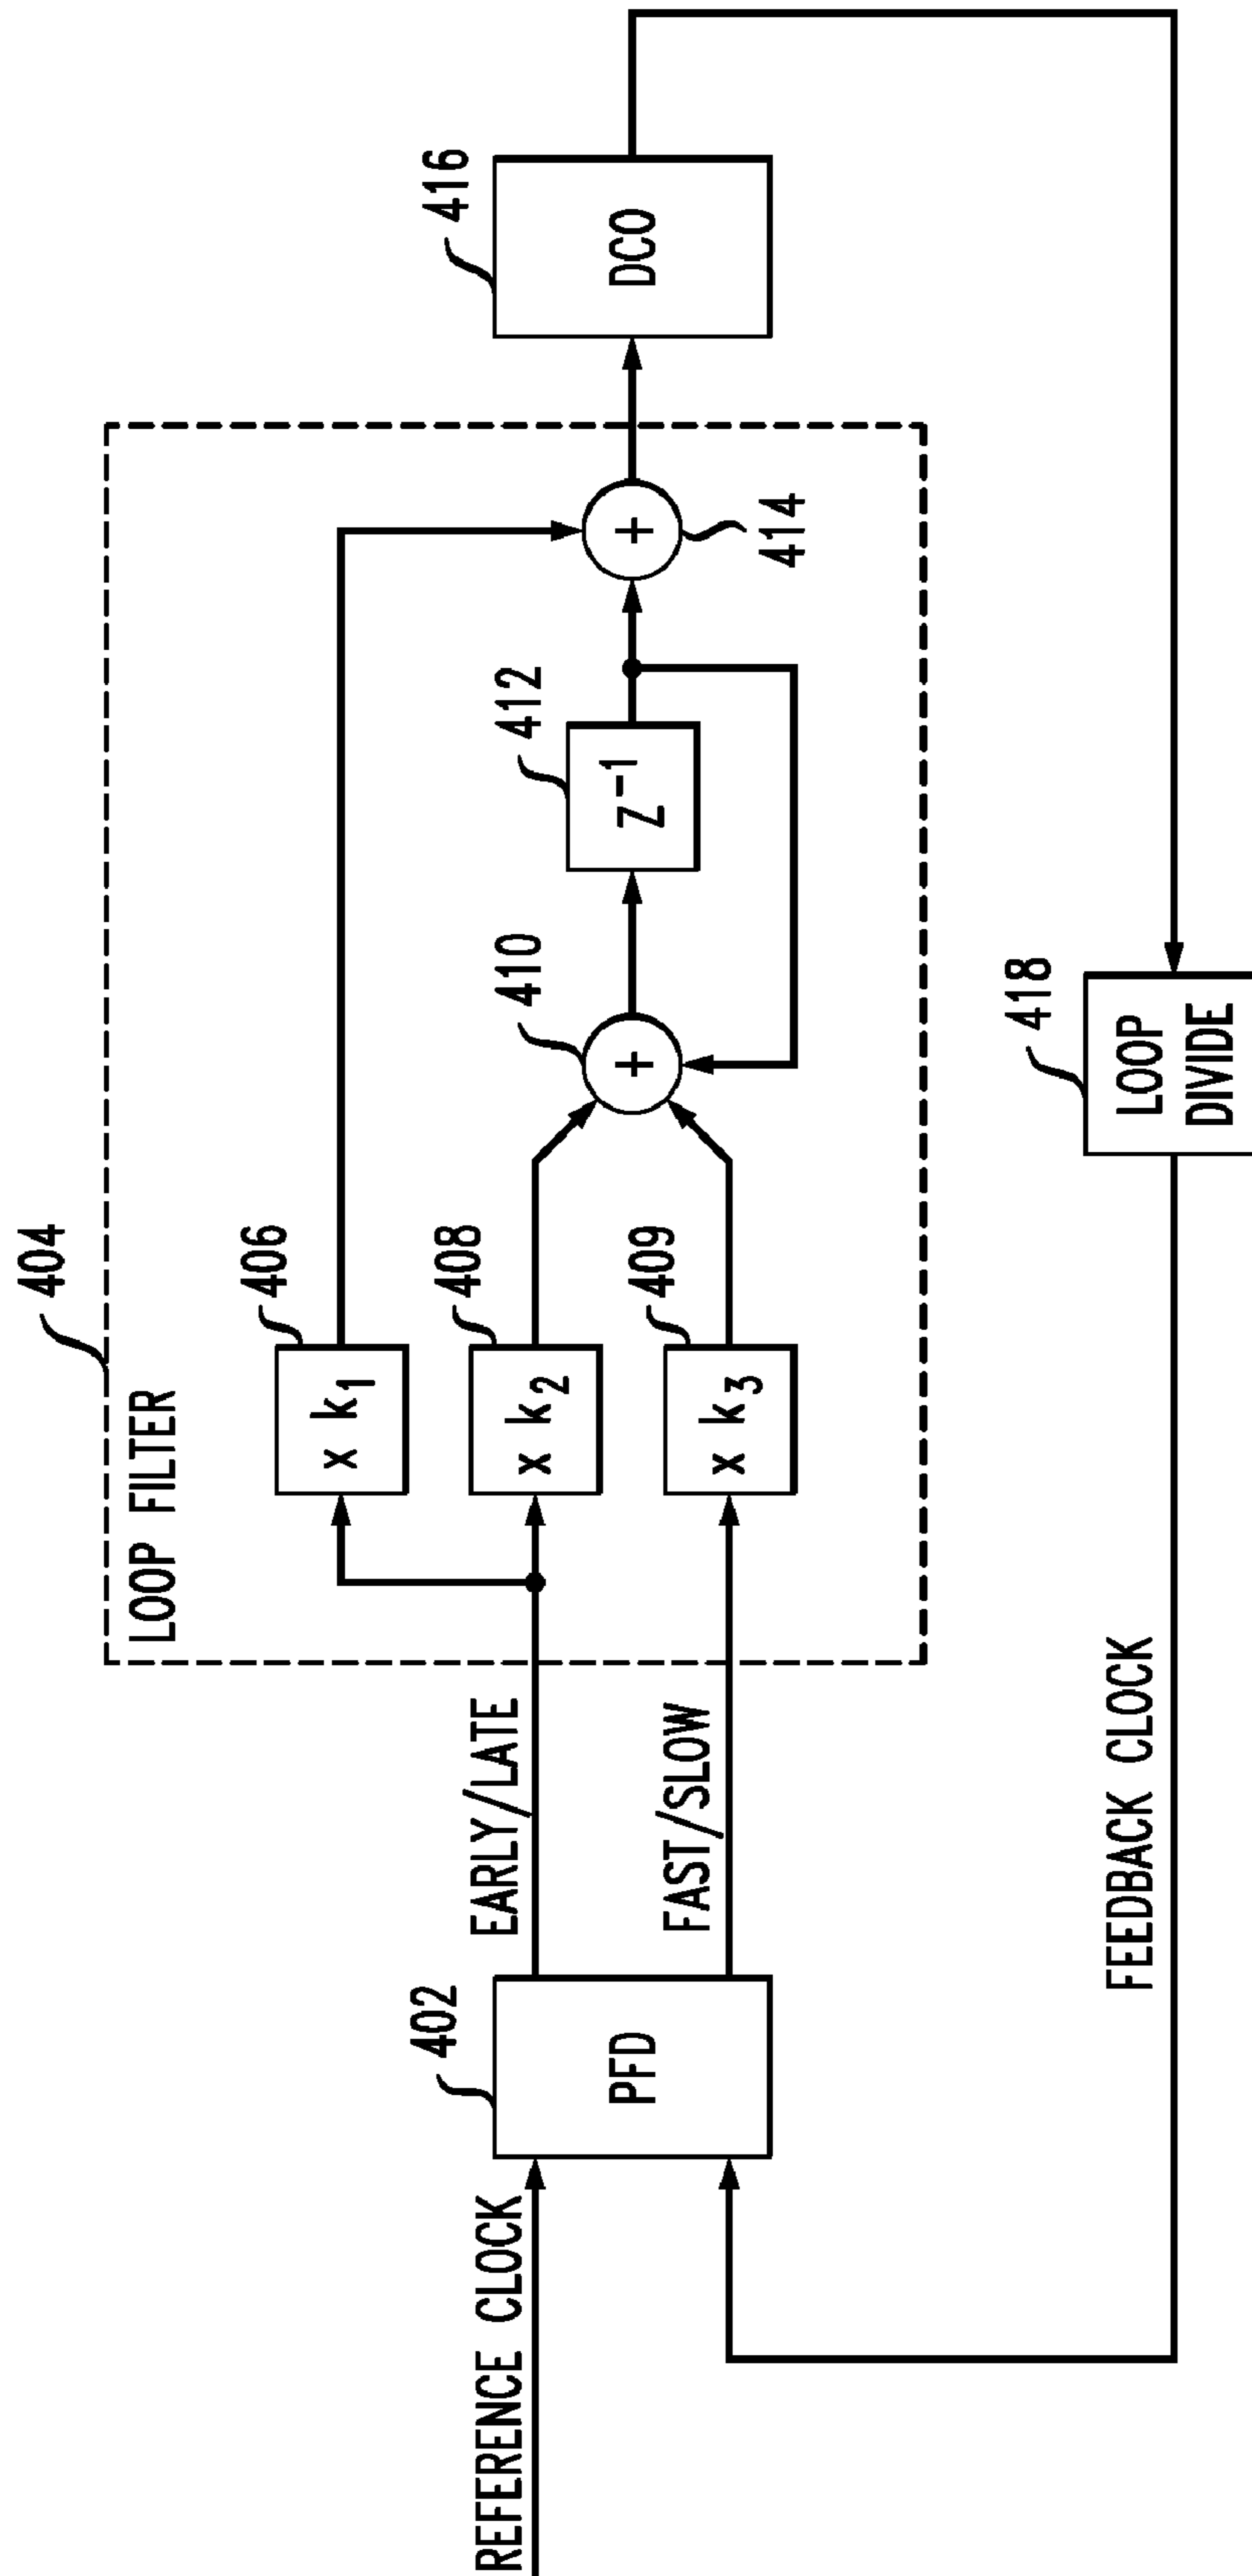 404
LOOP FILTER
406
x k₁
REFERENCE CLOCK
402
PFD
EARLY/LATE
FAST/SLOW
408
x k₂
409
x k₃
410
+
412
Z⁻¹
+
414
416
DCO
FEEDBACK CLOCK
418
LOOP
DIVIDE